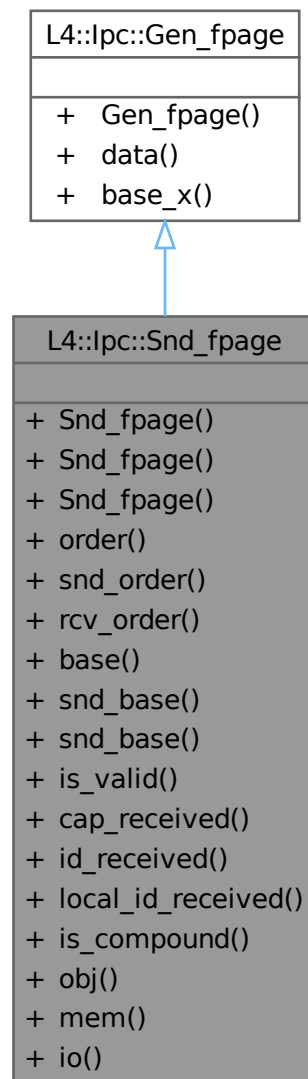 L4::Ipc::Gen_fpage
+ Gen_fpage()
+ data()
+ base_x()
L4::Ipc::Snd_fpage
+ Snd_fpage()
+ Snd_fpage()
+ Snd_fpage()
+ order()
+ snd_order()
+ rcv_order()
+ base()
+ snd_base()
+ snd_base()
+ is_valid()
+ cap_received()
+ id_received()
+ local_id_received()
+ is_compound()
+ obj()
+ mem()
+ io()